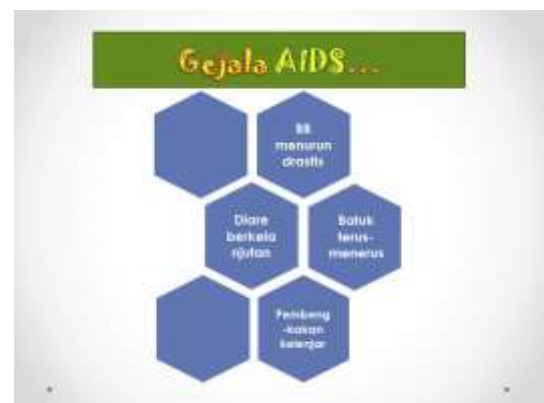 Gejala AIDS...
BB
menurun
drastis
Diare
berkela
njutan
Batuk
terus-
menerus
Pembeng
-kakan
kelenjar